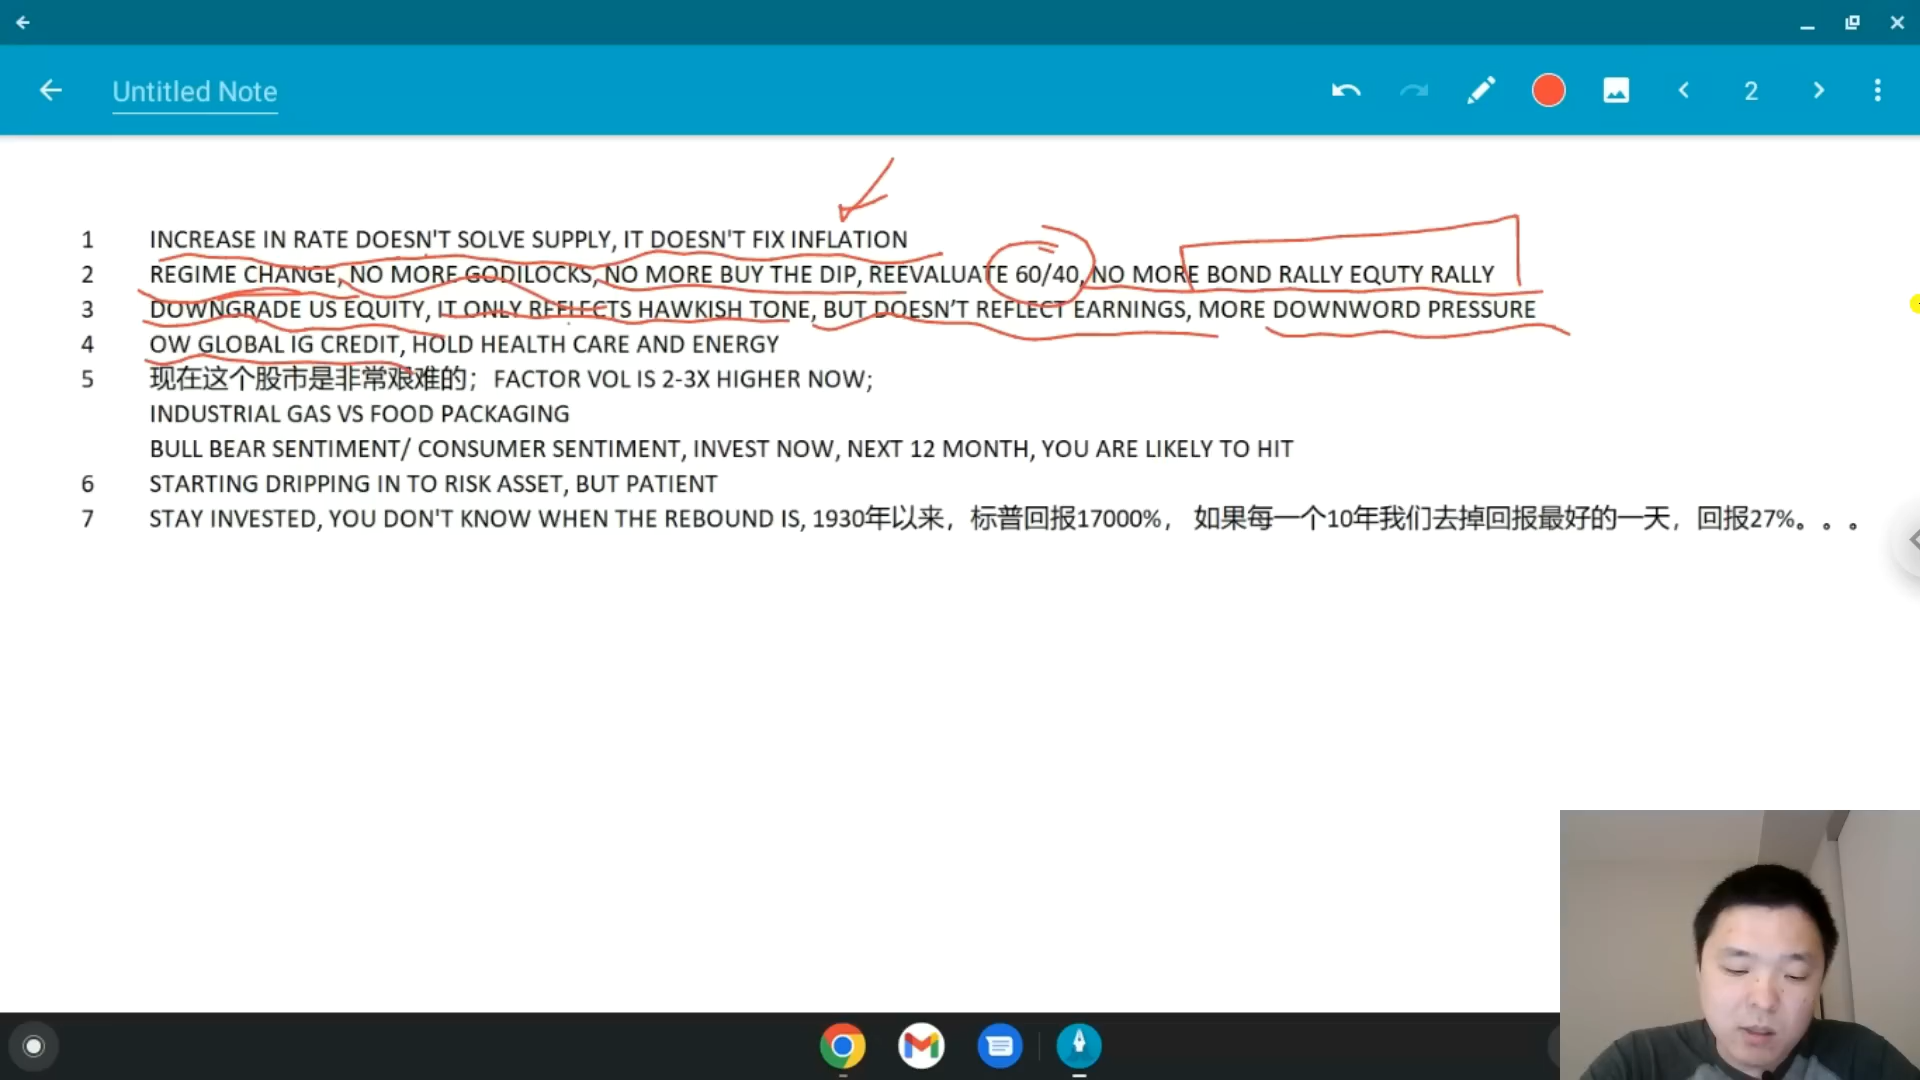 Untitled Note
2
1 INCREASE IN RATE DOESN'T SOLVE SUPPLY, IT DOESN'T FIX INFLATION
2 REGIME CHANGE, NO MORE GODILOCKS, NO MORE BUY THE DIP, REEVALUATE 60/40, NO MORE BOND RALLY EQUTY RALLY
3 DOWNGRADE US EQUITY, IT ONLY REFLECTS HAWKISH TONE, BUT DOESN'T REFLECT EARNINGS, MORE DOWNWORD PRESSURE
4 OW GLOBAL IG CREDIT, HOLD HEALTH CARE AND ENERGY
5 现在这个股市是非常艰难的；FACTOR VOL IS 2-3X HIGHER NOW;
INDUSTRIAL GAS VS FOOD PACKAGING
BULL BEAR SENTIMENT/ CONSUMER SENTIMENT, INVEST NOW, NEXT 12 MONTH, YOU ARE LIKELY TO HIT
6 STARTING DRIPPING IN TO RISK ASSET, BUT PATIENT
7 STAY INVESTED, YOU DON'T KNOW WHEN THE REBOUND IS, 1930年以来，标普回报17000%， 如果每一个10年我们去掉回报最好的一天，回报27%。。。